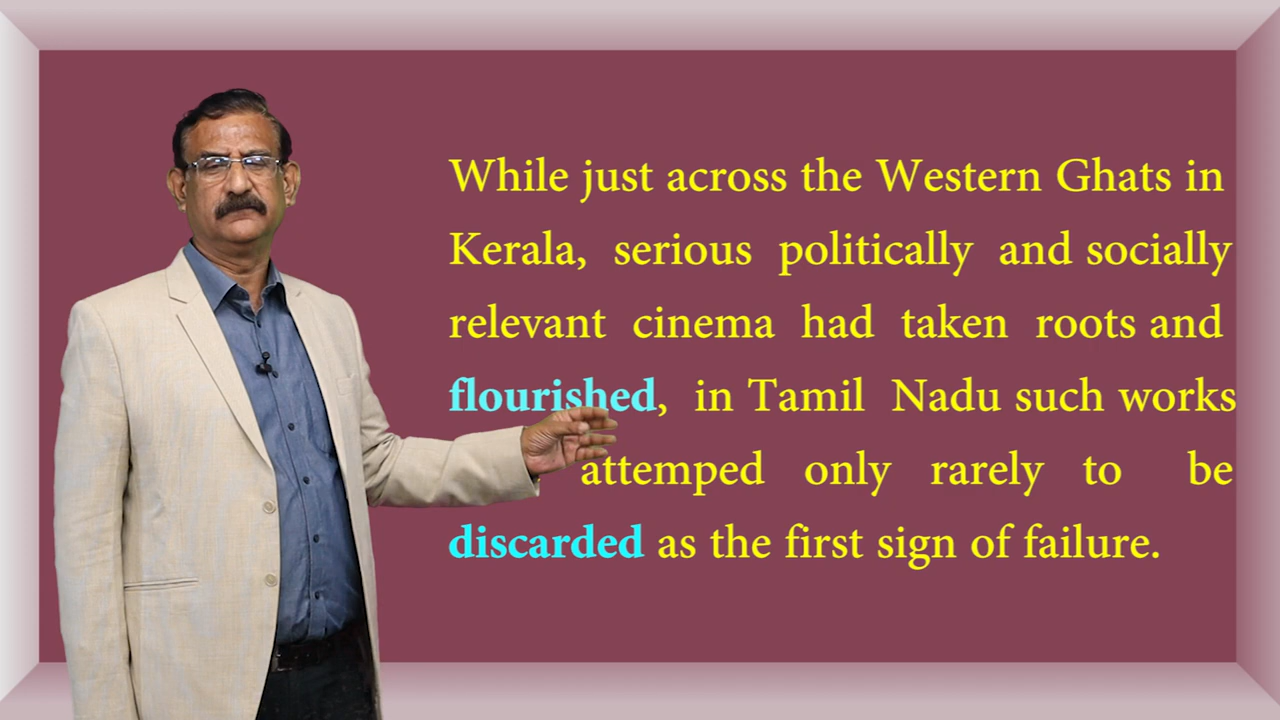 While just across the Western Ghats in
Kerala, serious politically and socially
relevant cinema had taken roots and
flourished, in Tamil Nadu such works
attemped only rarely to be
discarded as the first sign of failure.